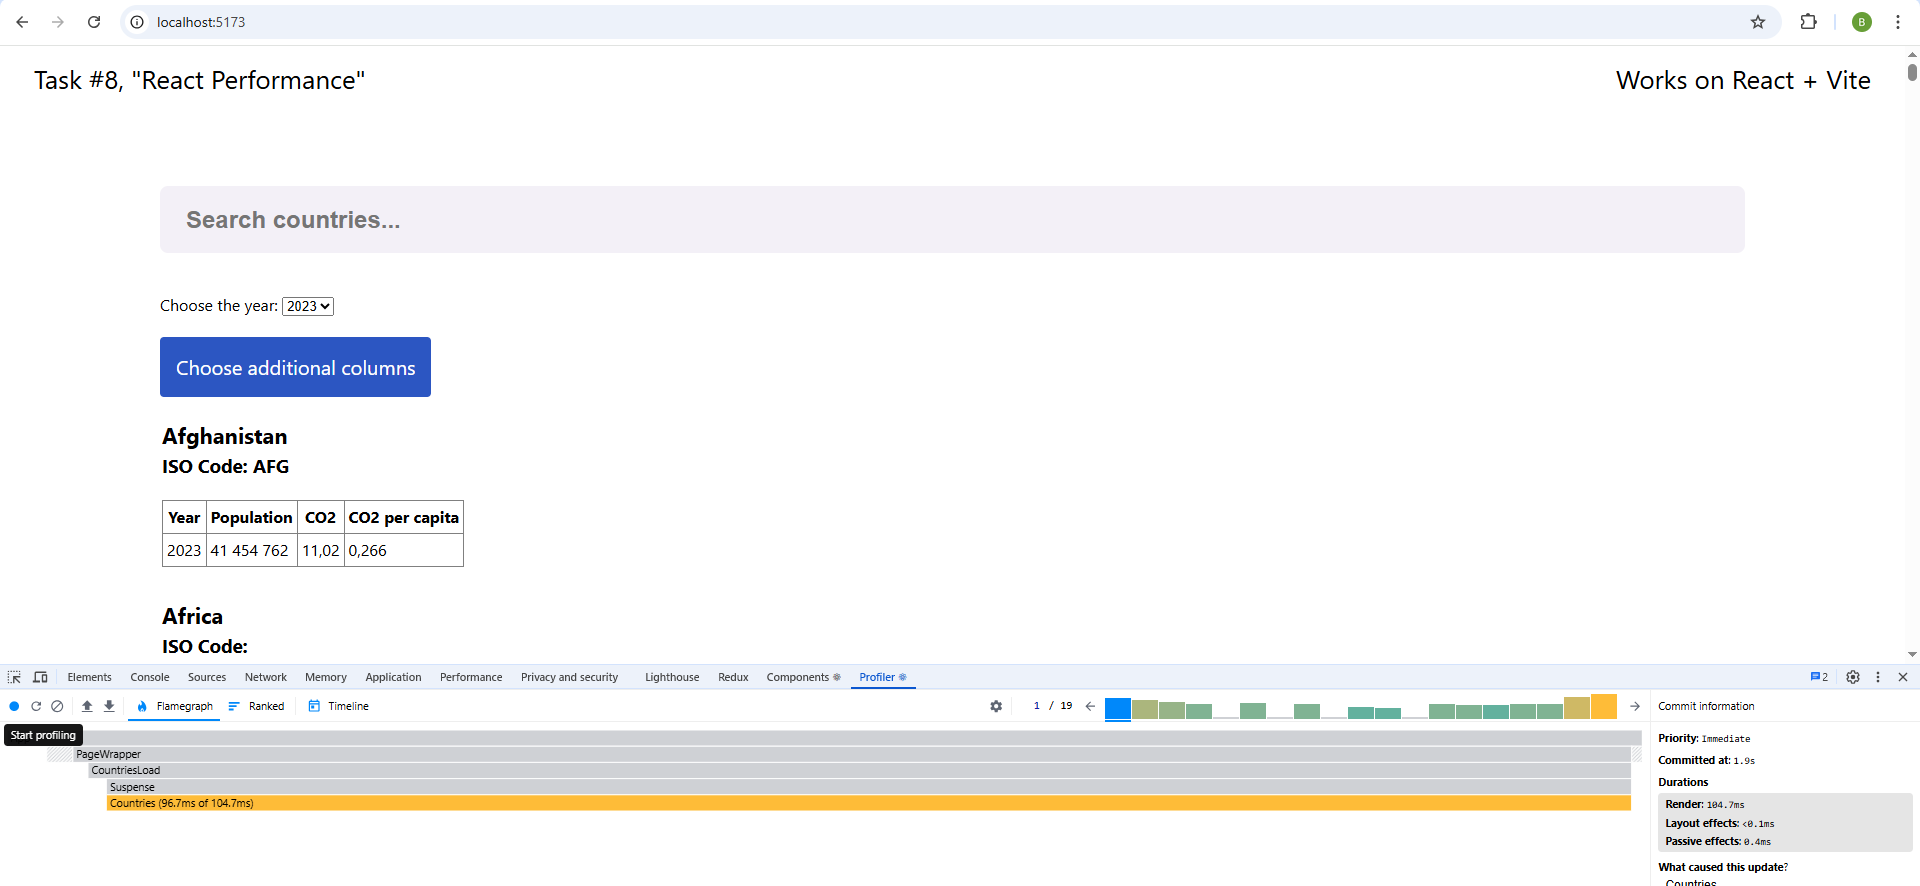 localhost:5173
B
Task #8, "React Performance"
Works on React + Vite
Search countries...
Choose the year: 2023
Choose additional columns
Afghanistan
ISO Code: AFG
Year Population CO2 CO2 per capita
2023 41 454 762 11,02 0,266
Africa
ISO Code:
Elements Console Sources Network Memory Application Performance Privacy and security Lighthouse Redux Components Profiler 2
Flamegraph Ranked Timeline 1 / 19 Commit information
Start profiling
PageWrapper
CountriesLoad
Suspense
Countries (96.7ms of 104.7ms)
Priority: Immediate
Committed at: 1.9s
Durations
Render: 104.7ms
Layout effects: <0.1ms
Passive effects: 0.4ms
What caused this update?
Countries